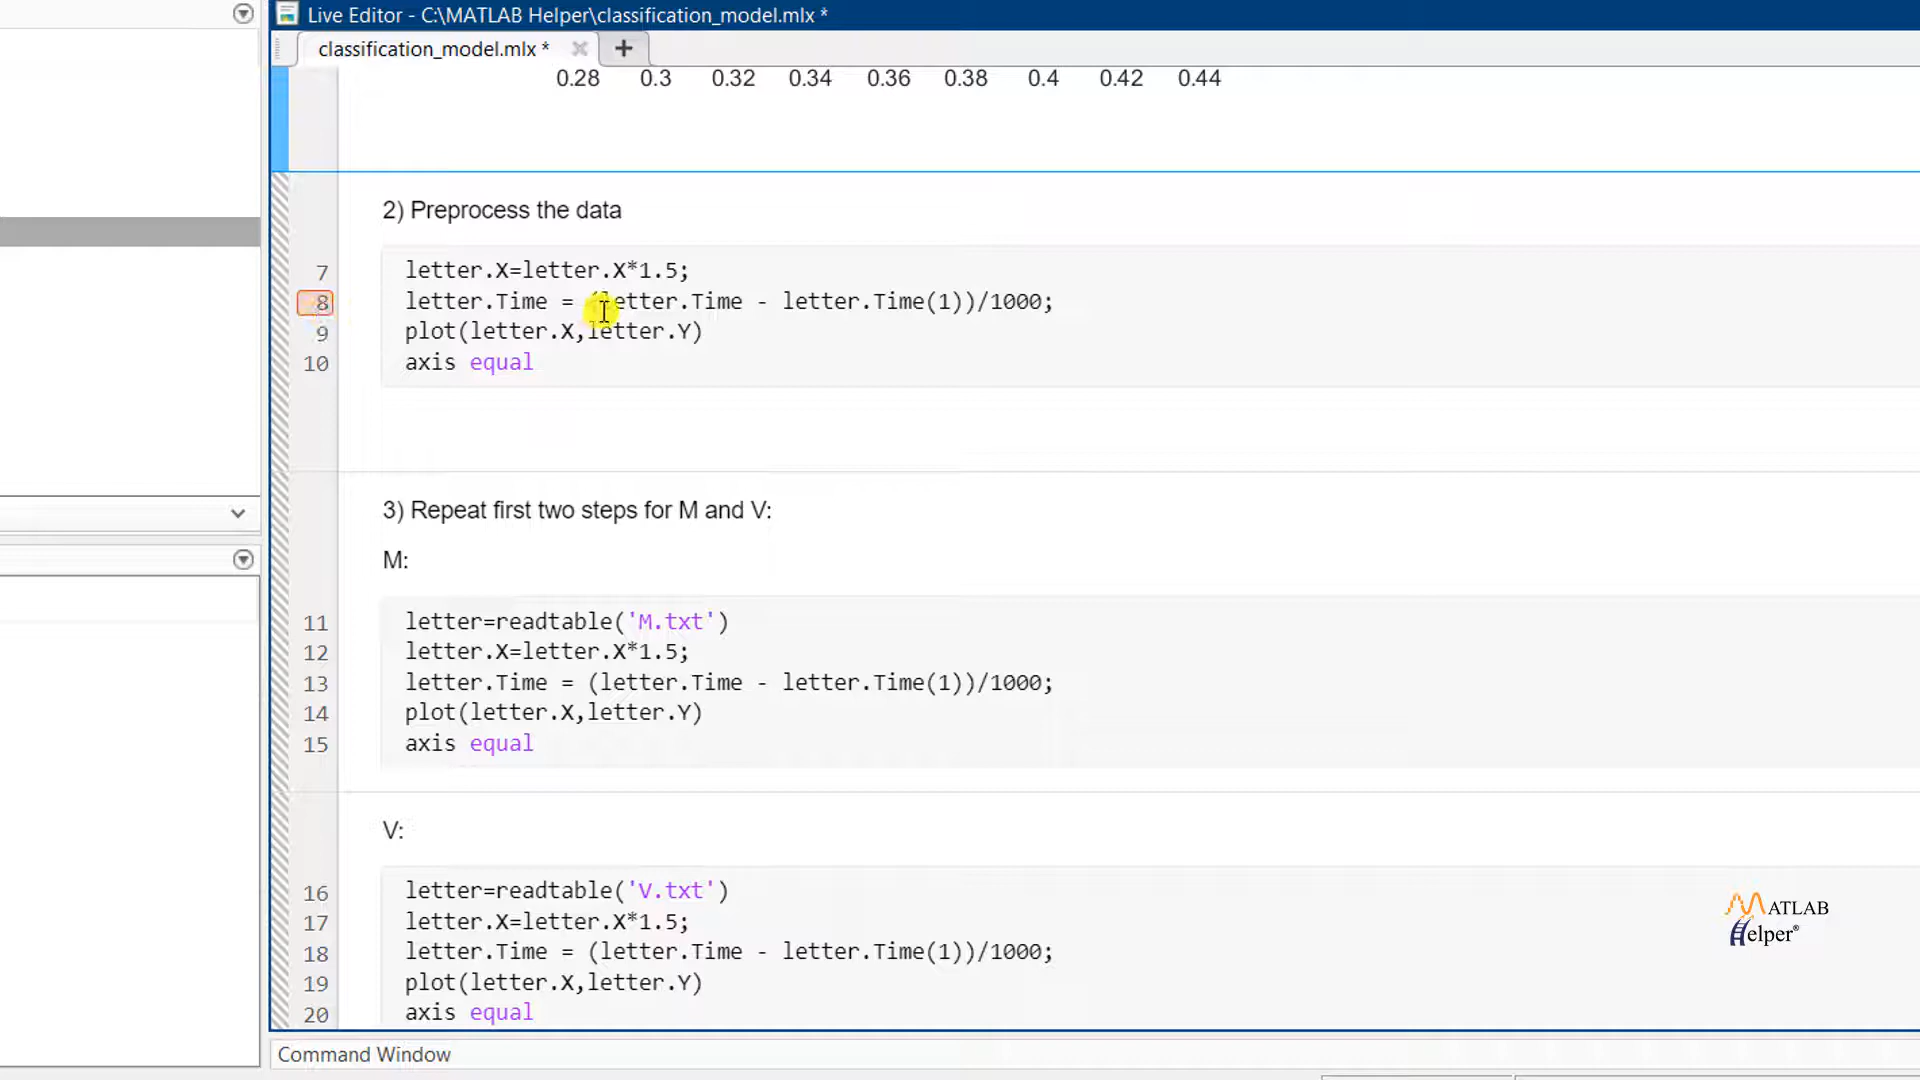 Live Editor - C:\MATLAB Helper\classification_model.mlx *
classification_model.mlx *
0.28 0.3 0.32 0.34 0.36 0.38 0.4 0.42 0.44
2) Preprocess the data
7 letter.X=letter.X*1.5;
8 letter.Time = (letter.Time - letter.Time(1))/1000;
9 plot(letter.X,letter.Y)
10 axis equal
3) Repeat first two steps for M and V:
M:
11 letter=readtable('M.txt')
12 letter.X=letter.X*1.5;
13 letter.Time = (letter.Time - letter.Time(1))/1000;
14 plot(letter.X,letter.Y)
15 axis equal
V:
16 letter=readtable('V.txt')
17 letter.X=letter.X*1.5;
18 letter.Time = (letter.Time - letter.Time(1))/1000;
19 plot(letter.X,letter.Y)
20 axis equal
MATLAB
Helper®
Command Window